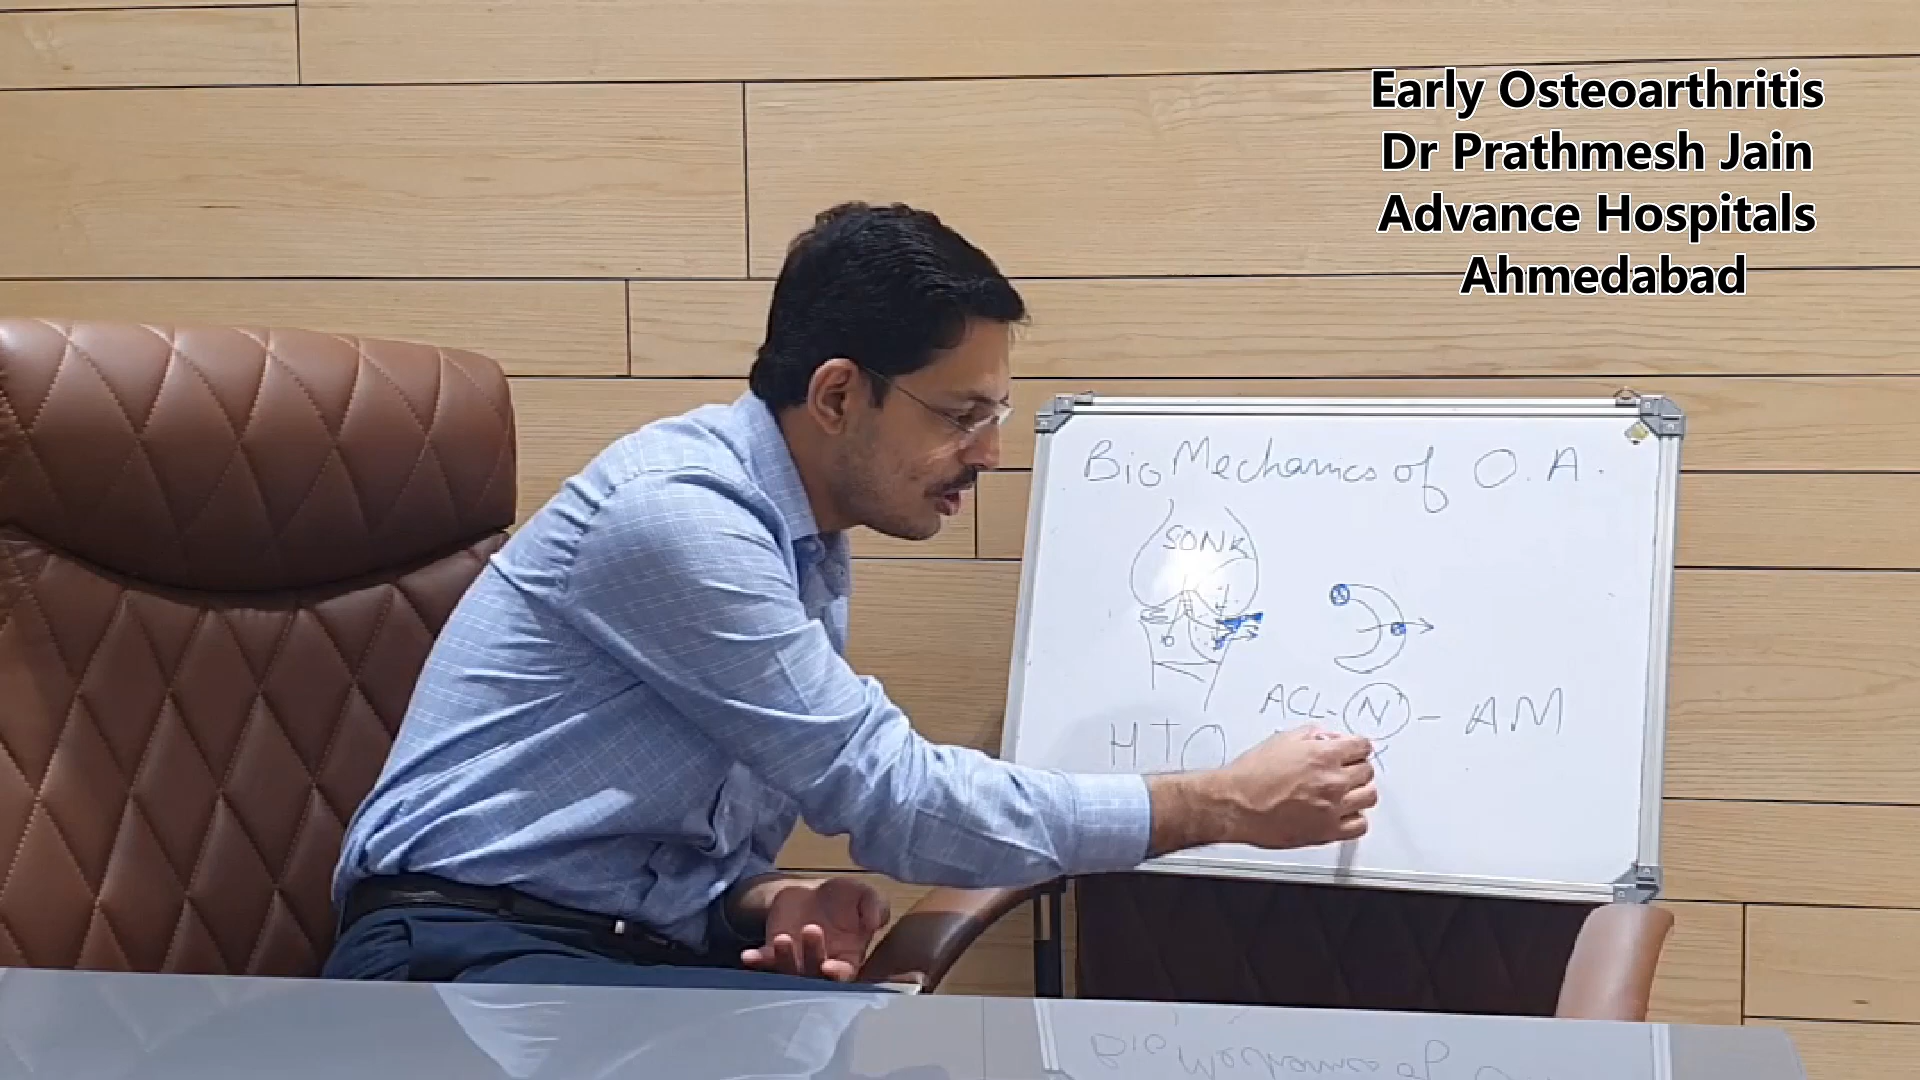 Early Osteoarthritis
Dr Prathmesh Jain
Advance Hospitals
Ahmedabad
BioMechanics of O.A.
SONK
ACL-N - AM
HTO